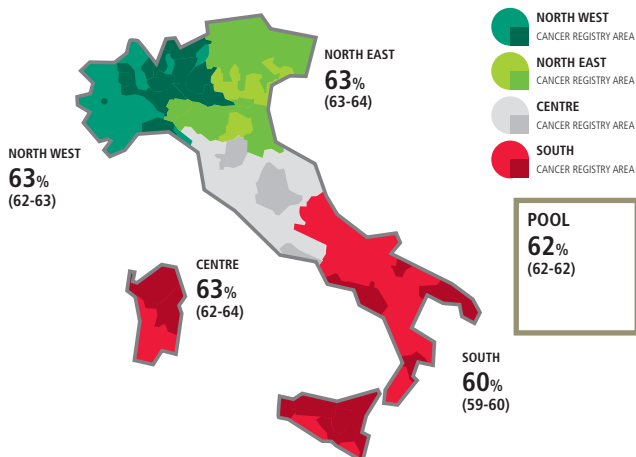 NORTH WEST
CANCER REGISTRY AREA
NORTH EAST
CANCER REGISTRY AREA
CENTRE
CANCER REGISTRY AREA
SOUTH
CANCER REGISTRY AREA
NORTH EAST
63%
(63-64)
NORTH WEST
63%
(62-63)
POOL
62%
(62-62)
CENTRE
63%
(62-64)
SOUTH
60%
(59-60)